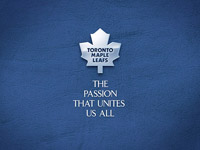 TORONTO
MAPLE
LEAFS
THE
PASSION
THAT UNITES
US ALL